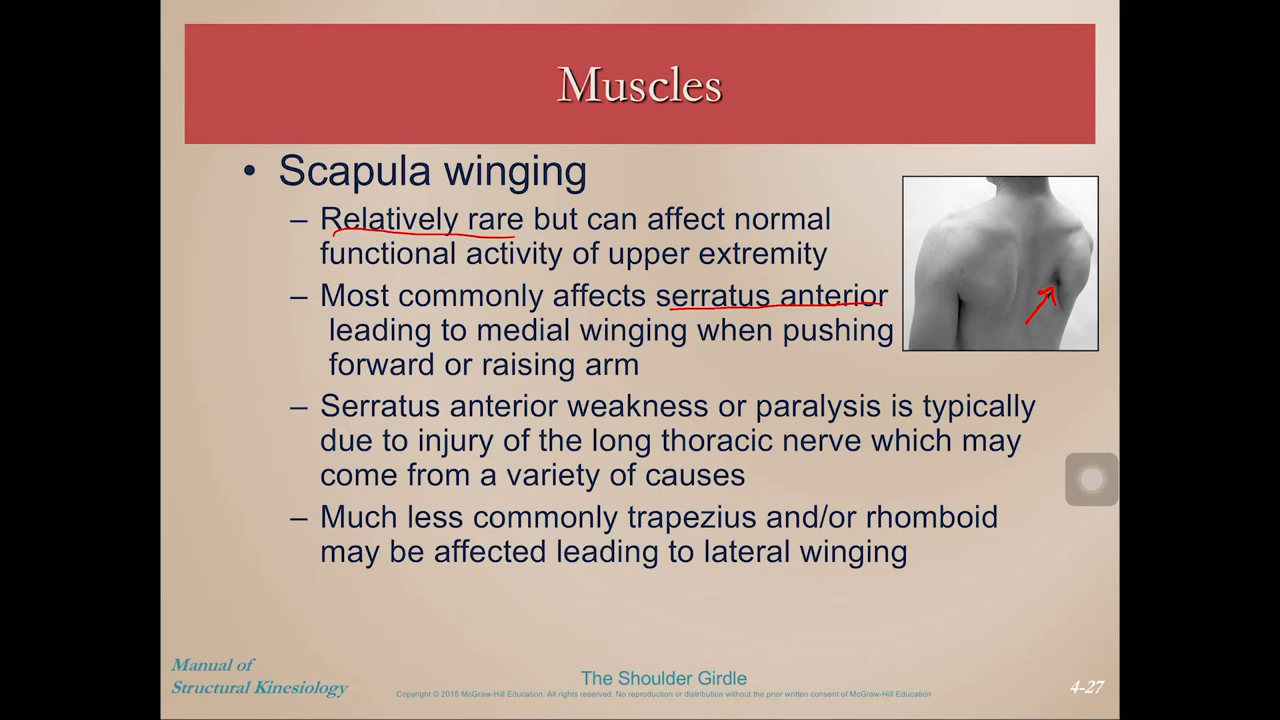 Muscles
• Scapula winging
– Relatively rare but can affect normal
functional activity of upper extremity
– Most commonly affects serratus anterior
leading to medial winging when pushing
forward or raising arm
– Serratus anterior weakness or paralysis is typically
due to injury of the long thoracic nerve which may
come from a variety of causes
– Much less commonly trapezius and/or rhomboid
may be affected leading to lateral winging
Manual of
Structural Kinesiology
The Shoulder Girdle
Copyright © 2015 McGraw-Hill Education. All rights reserved. No reproduction or distribution without the prior written consent of McGraw-Hill Education
4-27